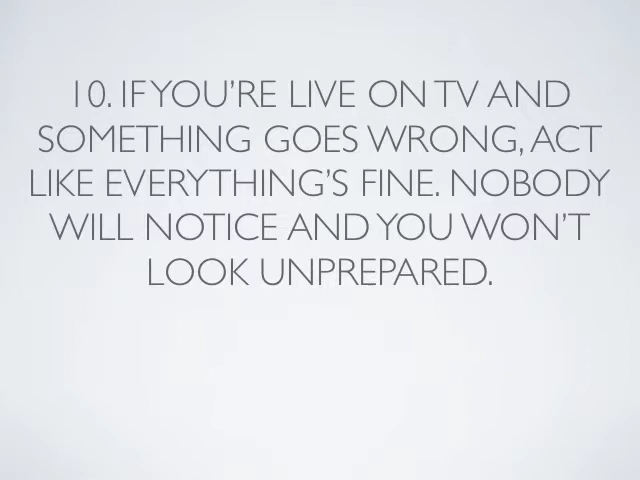 10. IF YOU'RE LIVE ON TV AND
SOMETHING GOES WRONG, ACT
LIKE EVERYTHING'S FINE. NOBODY
WILL NOTICE AND YOU WON'T
LOOK UNPREPARED.